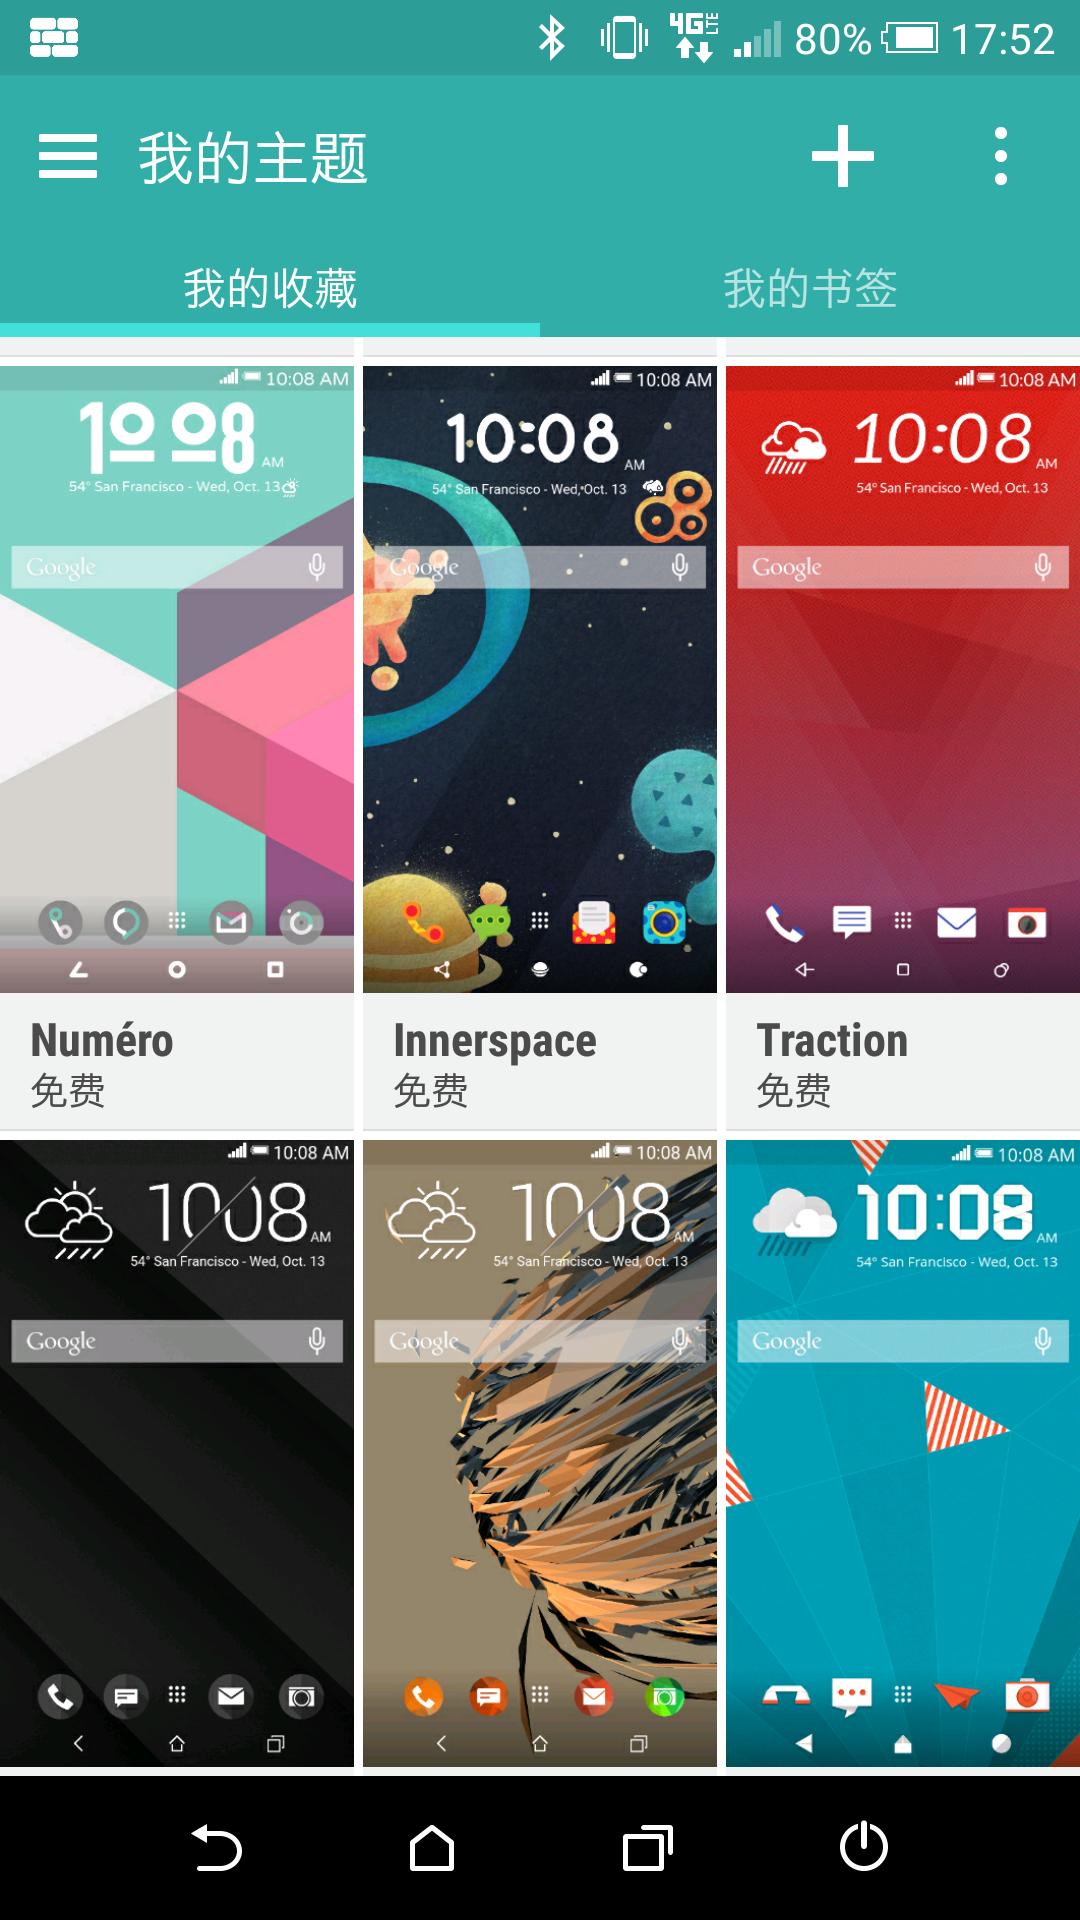 4G LTE 80% 17:52
我的主题
我的收藏 我的书签
10:08 AM 10:08 AM 10:08 AM
10 08 AM
54° San Francisco - Wed, Oct. 13
Google
10:08 AM
54° San Francisco - Wed, Oct. 13
Google
10:08 AM
54° San Francisco - Wed, Oct. 13
Google
Numéro
免费
Innerspace
免费
Traction
免费
10:08 AM 10:08 AM 10:08 AM
10 08 AM
54° San Francisco - Wed, Oct. 13
Google
10 08 AM
54° San Francisco - Wed, Oct. 13
Google
10:08 AM
54° San Francisco - Wed, Oct. 13
Google